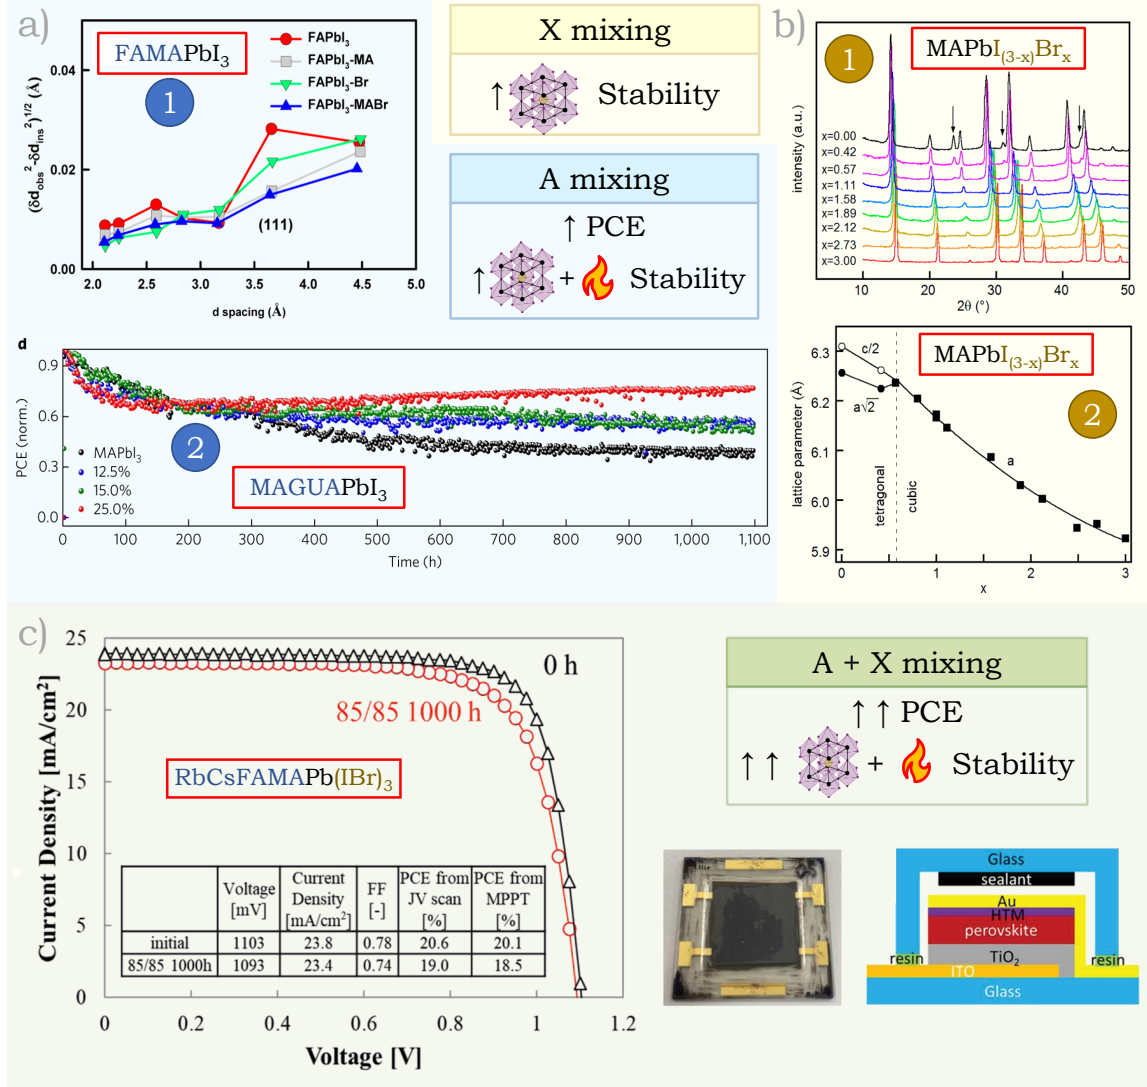 a)
FAMAPbI₃
1
FAPbI₃
FAPbI₃-MA
FAPbI₃-Br
FAPbI₃-MABr
(δd_obs² -δd_ins²)^1/2 (Å)
0.04
0.02
0.00
(111)
2.0 2.5 3.0 3.5 4.0 4.5 5.0
d spacing (Å)
X mixing
↑ Stability
A mixing
↑ PCE
↑ + Stability
b)
1
MAPbI(3-x)Brx
intensity (a.u.)
x=0.00
x=0.42
x=0.57
x=1.11
x=1.58
x=1.89
x=2.12
x=2.73
x=3.00
10 20 30 40 50
2θ (°)
d
PCE (norm.)
0.9
0.6
0.3
0.0
2
MAPbI₃
12.5%
15.0%
25.0%
MAGUAPbI₃
0 100 200 300 400 500 600 700 800 900 1,000 1,100
Time (h)
MAPbI(3-x)Brx
2
lattice parameter (Å)
6.3
6.2
6.1
6.0
5.9
c/2
a√2
a
tetragonal
cubic
0 1 2 3
x
c)
Current Density [mA/cm²]
25
20
15
10
5
0
0 h
85/85 1000 h
RbCsFAMAPb(IBr)₃
Voltage [mV] Current Density [mA/cm²] FF [-] PCE from JV scan [%] PCE from MPPT [%]
initial 1103 23.8 0.78 20.6 20.1
85/85 1000h 1093 23.4 0.74 19.0 18.5
0 0.2 0.4 0.6 0.8 1 1.2
Voltage [V]
A + X mixing
↑ ↑ PCE
↑ ↑ + Stability
Glass
sealant
Au
HTM
perovskite
resin
TiO₂
resin
ITO
Glass